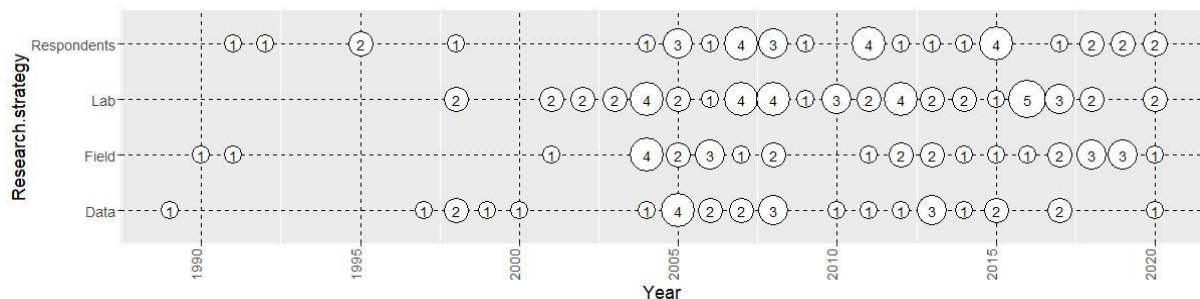 Respondents 1 1 2 1 1 3 1 4 3 1 4 1 1 1 4 1 2 2 2
Lab 2 2 2 2 4 2 1 4 4 1 3 2 4 2 2 1 5 3 2 2
Field 1 1 1 4 2 3 1 2 1 2 2 1 1 1 2 3 3 1
Data 1 1 2 1 1 1 4 2 2 3 1 1 1 3 1 2 2 1
Research.strategy
1990 1995 2000 2005 2010 2015 2020
Year